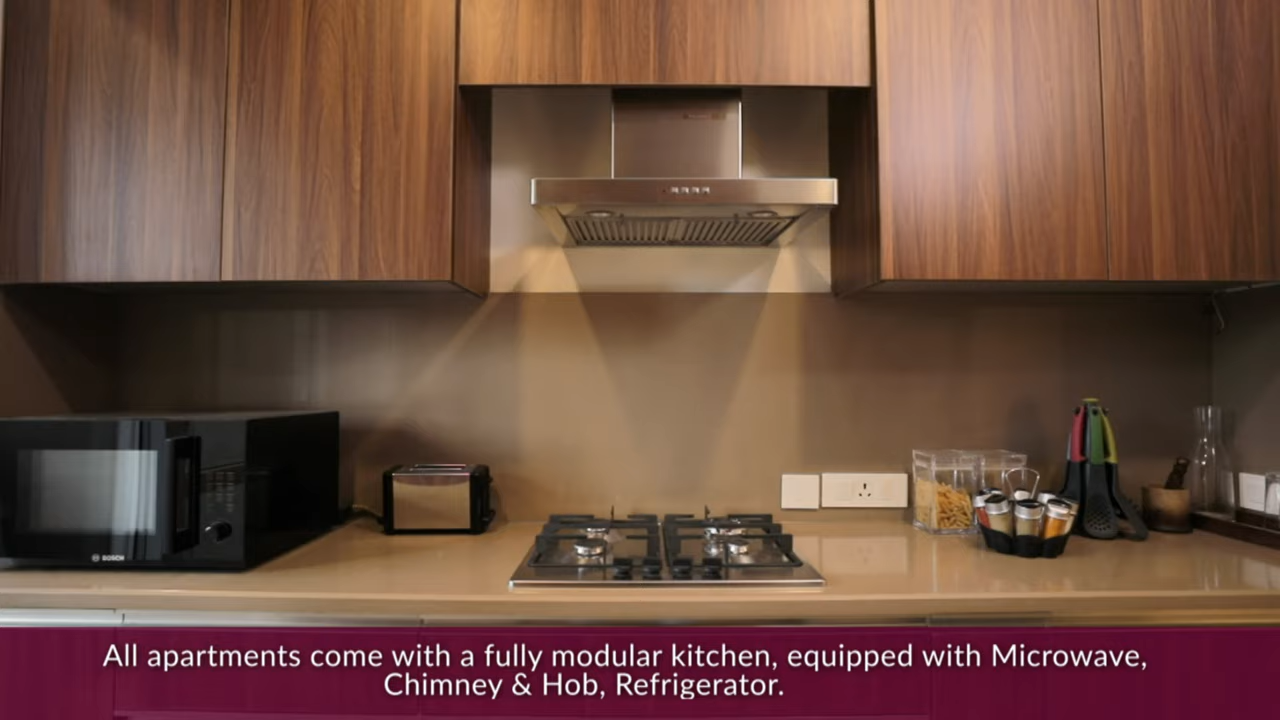 BOSCH
All apartments come with a fully modular kitchen, equipped with Microwave,
Chimney & Hob, Refrigerator.